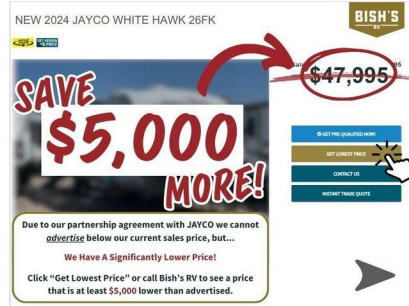 NEW 2024 JAYCO WHITE HAWK 26FK
BISH'S
RV
$47,995
SAVE
$5,000
MORE!
GET PRE-QUALIFIED NOW!
GET LOWEST PRICE
CONTACT US
INSTANT TRADE QUOTE
Due to our partnership agreement with JAYCO we cannot
advertise below our current sales price, but...
We Have A Significantly Lower Price!
Click “Get Lowest Price” or call Bish's RV to see a price
that is at least $5,000 lower than advertised.